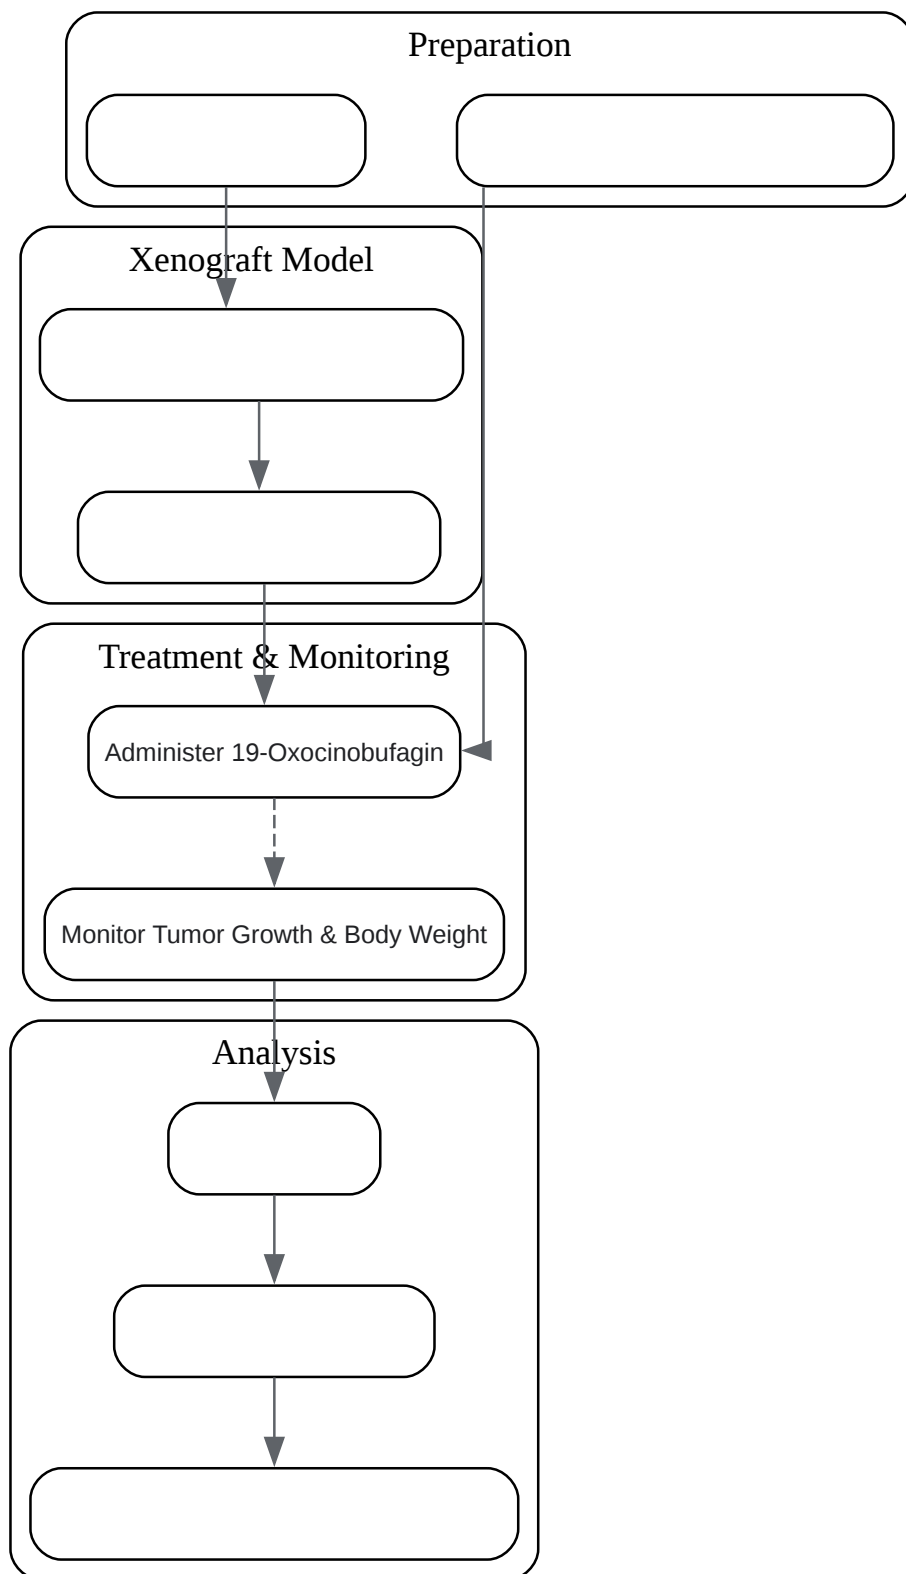 Preparation
Xenograft Model
Treatment & Monitoring
Administer 19-Oxocinobufagin
Monitor Tumor Growth & Body Weight
Analysis